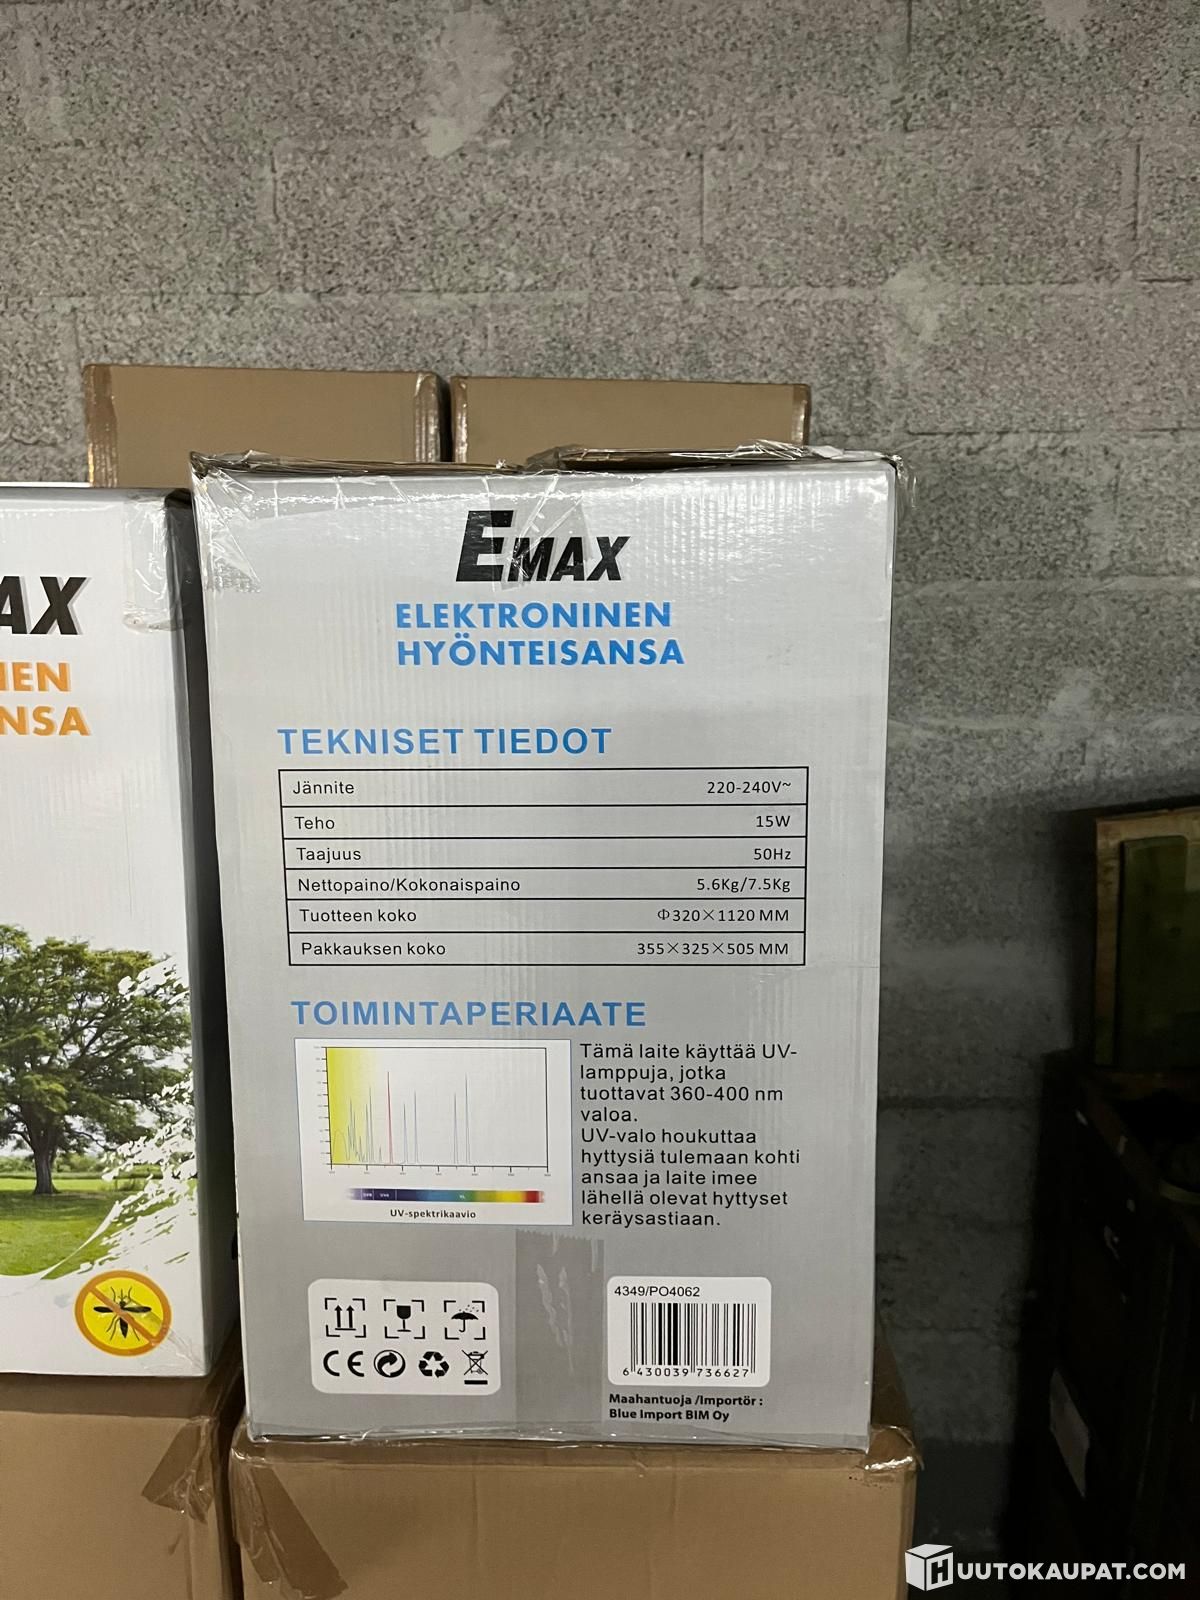 EMAX
ELEKTRONINEN
HYÖNTEISANSA
AX
NSA
TEKNISET TIEDOT
Jännite 220-240V~
Teho 15W
Taajuus 50Hz
Nettopaino/Kokonaispaino 5.6Kg/7.5Kg
Tuotteen koko Φ320×1120 MM
Pakkauksen koko 355×325×505 MM
TOIMINTAPERIAATE
Tämä laite käyttää UV-
lamppuja, jotka
tuottavat 360-400 nm
valoa.
UV-valo houkuttaa
hyttysiä tulemaan kohti
ansaa ja laite imee
lähellä olevat hyttyset
keräysastiaan.
UV-spektrikaavio
CE
4349/PO4062
6 430039 736627
Maahantuoja /Importör :
Blue Import BIM Oy
HUUTOKAUPAT.COM